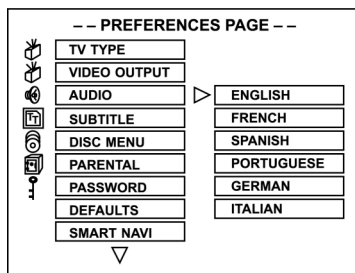 -- PREFERENCES PAGE --
TV TYPE
VIDEO OUTPUT
AUDIO
SUBTITLE
DISC MENU
PARENTAL
PASSWORD
DEFAULTS
SMART NAVI
ENGLISH
FRENCH
SPANISH
PORTUGUESE
GERMAN
ITALIAN